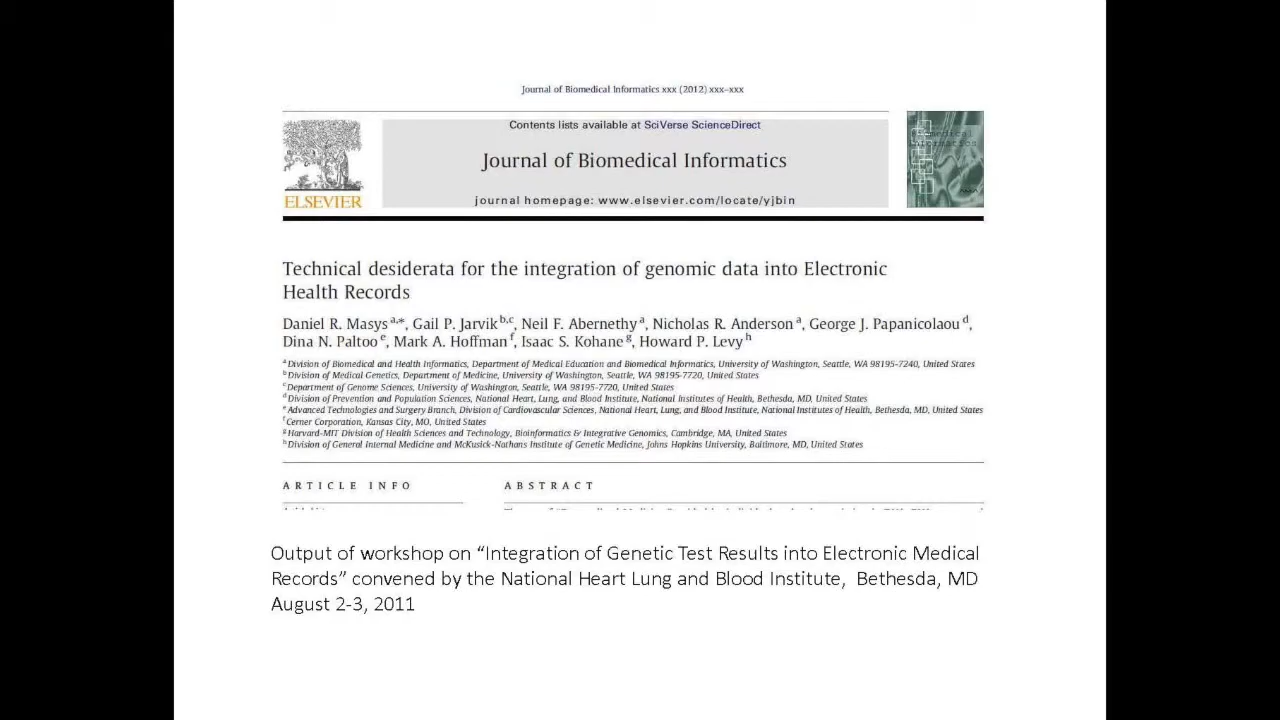 Journal of Biomedical Informatics xxx (2012) xxx–xxx
Contents lists available at SciVerse ScienceDirect
Journal of Biomedical Informatics
journal homepage: www.elsevier.com/locate/yjbin
ELSEVIER
Technical desiderata for the integration of genomic data into Electronic
Health Records
Daniel R. Masys a,*, Gail P. Jarvik b,c, Neil F. Abernethy a, Nicholas R. Anderson a, George J. Papanicolaou d,
Dina N. Paltoo e, Mark A. Hoffman f, Isaac S. Kohane g, Howard P. Levy h
a Division of Biomedical and Health Informatics, Department of Medical Education and Biomedical Informatics, University of Washington, Seattle, WA 98195-7240, United States
b Division of Medical Genetics, Department of Medicine, University of Washington, Seattle, WA 98195-7720, United States
c Department of Genome Sciences, University of Washington, Seattle, WA 98195-7720, United States
d Division of Prevention and Population Sciences, National Heart, Lung, and Blood Institute, National Institutes of Health, Bethesda, MD, United States
e Advanced Technologies and Surgery Branch, Division of Cardiovascular Sciences, National Heart, Lung, and Blood Institute, National Institutes of Health, Bethesda, MD, United States
f Cerner Corporation, Kansas City, MO, United States
g Harvard-MIT Division of Health Sciences and Technology, Bioinformatics & Integrative Genomics, Cambridge, MA, United States
h Division of General Internal Medicine and McKusick-Nathans Institute of Genetic Medicine, Johns Hopkins University, Baltimore, MD, United States
ARTICLE INFO
ABSTRACT
Output of workshop on “Integration of Genetic Test Results into Electronic Medical
Records” convened by the National Heart Lung and Blood Institute, Bethesda, MD
August 2-3, 2011